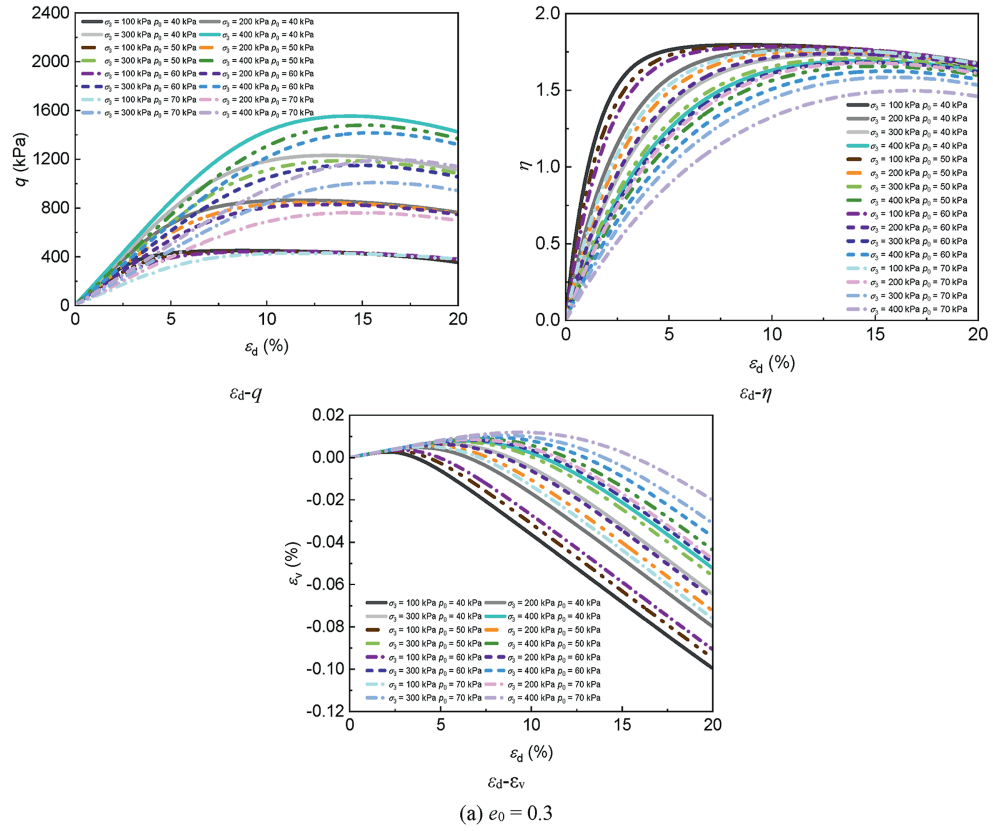 2400
2000
1600
1200
800
400
0
q (kPa)
σ₃ = 100 kPa p₀ = 40 kPa σ₃ = 200 kPa p₀ = 40 kPa
σ₃ = 300 kPa p₀ = 40 kPa σ₃ = 400 kPa p₀ = 40 kPa
σ₃ = 100 kPa p₀ = 50 kPa σ₃ = 200 kPa p₀ = 50 kPa
σ₃ = 300 kPa p₀ = 50 kPa σ₃ = 400 kPa p₀ = 50 kPa
σ₃ = 100 kPa p₀ = 60 kPa σ₃ = 200 kPa p₀ = 60 kPa
σ₃ = 300 kPa p₀ = 60 kPa σ₃ = 400 kPa p₀ = 60 kPa
σ₃ = 100 kPa p₀ = 70 kPa σ₃ = 200 kPa p₀ = 70 kPa
σ₃ = 300 kPa p₀ = 70 kPa σ₃ = 400 kPa p₀ = 70 kPa
0 5 10 15 20
εd (%)
εd-q
2.0
1.5
1.0
0.5
0.0
η
σ₃ = 100 kPa p₀ = 40 kPa
σ₃ = 200 kPa p₀ = 40 kPa
σ₃ = 300 kPa p₀ = 40 kPa
σ₃ = 400 kPa p₀ = 40 kPa
σ₃ = 100 kPa p₀ = 50 kPa
σ₃ = 200 kPa p₀ = 50 kPa
σ₃ = 300 kPa p₀ = 50 kPa
σ₃ = 400 kPa p₀ = 50 kPa
σ₃ = 100 kPa p₀ = 60 kPa
σ₃ = 200 kPa p₀ = 60 kPa
σ₃ = 300 kPa p₀ = 60 kPa
σ₃ = 400 kPa p₀ = 60 kPa
σ₃ = 100 kPa p₀ = 70 kPa
σ₃ = 200 kPa p₀ = 70 kPa
σ₃ = 300 kPa p₀ = 70 kPa
σ₃ = 400 kPa p₀ = 70 kPa
0 5 10 15 20
εd (%)
εd-η
0.02
0.00
-0.02
-0.04
-0.06
-0.08
-0.10
-0.12
εv (%)
σ₃ = 100 kPa p₀ = 40 kPa σ₃ = 200 kPa p₀ = 40 kPa
σ₃ = 300 kPa p₀ = 40 kPa σ₃ = 400 kPa p₀ = 40 kPa
σ₃ = 100 kPa p₀ = 50 kPa σ₃ = 200 kPa p₀ = 50 kPa
σ₃ = 300 kPa p₀ = 50 kPa σ₃ = 400 kPa p₀ = 50 kPa
σ₃ = 100 kPa p₀ = 60 kPa σ₃ = 200 kPa p₀ = 60 kPa
σ₃ = 300 kPa p₀ = 60 kPa σ₃ = 400 kPa p₀ = 60 kPa
σ₃ = 100 kPa p₀ = 70 kPa σ₃ = 200 kPa p₀ = 70 kPa
σ₃ = 300 kPa p₀ = 70 kPa σ₃ = 400 kPa p₀ = 70 kPa
0 5 10 15 20
εd (%)
εd-εv
(a) e₀ = 0.3